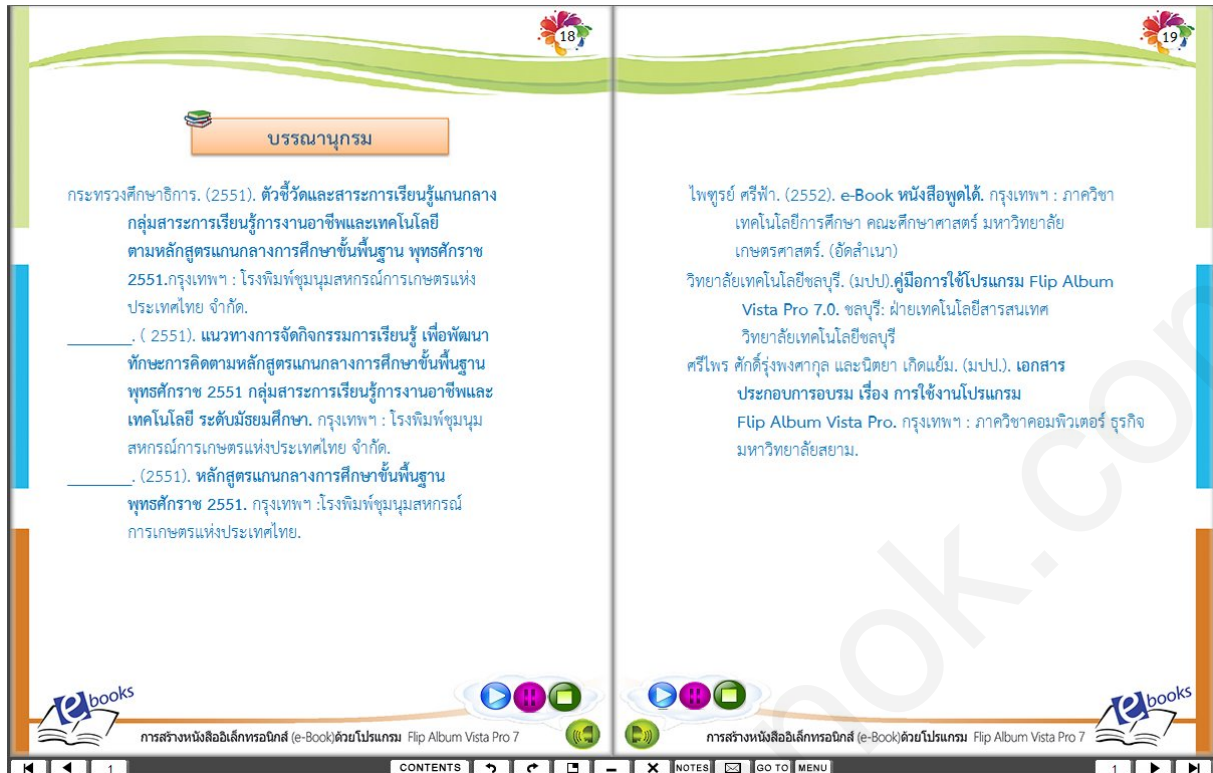 18
บรรณานุกรม
กระทรวงศึกษาธิการ. (2551). ตัวชี้วัดและสาระการเรียนรู้แกนกลาง
กลุ่มสาระการเรียนรู้การงานอาชีพและเทคโนโลยี
ตามหลักสูตรแกนกลางการศึกษาขั้นพื้นฐาน พุทธศักราช
2551.กรุงเทพฯ : โรงพิมพ์ชุมนุมสหกรณ์การเกษตรแห่ง
ประเทศไทย จำกัด.
________. ( 2551). แนวทางการจัดกิจกรรมการเรียนรู้ เพื่อพัฒนา
ทักษะการคิดตามหลักสูตรแกนกลางการศึกษาขั้นพื้นฐาน
พุทธศักราช 2551 กลุ่มสาระการเรียนรู้การงานอาชีพและ
เทคโนโลยี ระดับมัธยมศึกษา. กรุงเทพฯ : โรงพิมพ์ชุมนุม
สหกรณ์การเกษตรแห่งประเทศไทย จำกัด.
________. (2551). หลักสูตรแกนกลางการศึกษาขั้นพื้นฐาน
พุทธศักราช 2551. กรุงเทพฯ :โรงพิมพ์ชุมนุมสหกรณ์
การเกษตรแห่งประเทศไทย.
ebooks
การสร้างหนังสืออิเล็กทรอนิกส์ (e-Book)ด้วยโปรแกรม Flip Album Vista Pro 7
19
ไพฑูรย์ ศรีฟ้า. (2552). e-Book หนังสือพูดได้. กรุงเทพฯ : ภาควิชา
เทคโนโลยีการศึกษา คณะศึกษาศาสตร์ มหาวิทยาลัย
เกษตรศาสตร์. (อัดสำเนา)
วิทยาลัยเทคโนโลยีชลบุรี. (มปป).คู่มือการใช้โปรแกรม Flip Album
Vista Pro 7.0. ชลบุรี: ฝ่ายเทคโนโลยีสารสนเทศ
วิทยาลัยเทคโนโลยีชลบุรี
ศรีไพร ศักดิ์รุ่งพงศากุล และนิตยา เกิดแย้ม. (มปป.). เอกสาร
ประกอบการอบรม เรื่อง การใช้งานโปรแกรม
Flip Album Vista Pro. กรุงเทพฯ : ภาควิชาคอมพิวเตอร์ ธุรกิจ
มหาวิทยาลัยสยาม.
ebooks
การสร้างหนังสืออิเล็กทรอนิกส์ (e-Book)ด้วยโปรแกรม Flip Album Vista Pro 7
ook.co
1 CONTENTS NOTES GO TO MENU 1